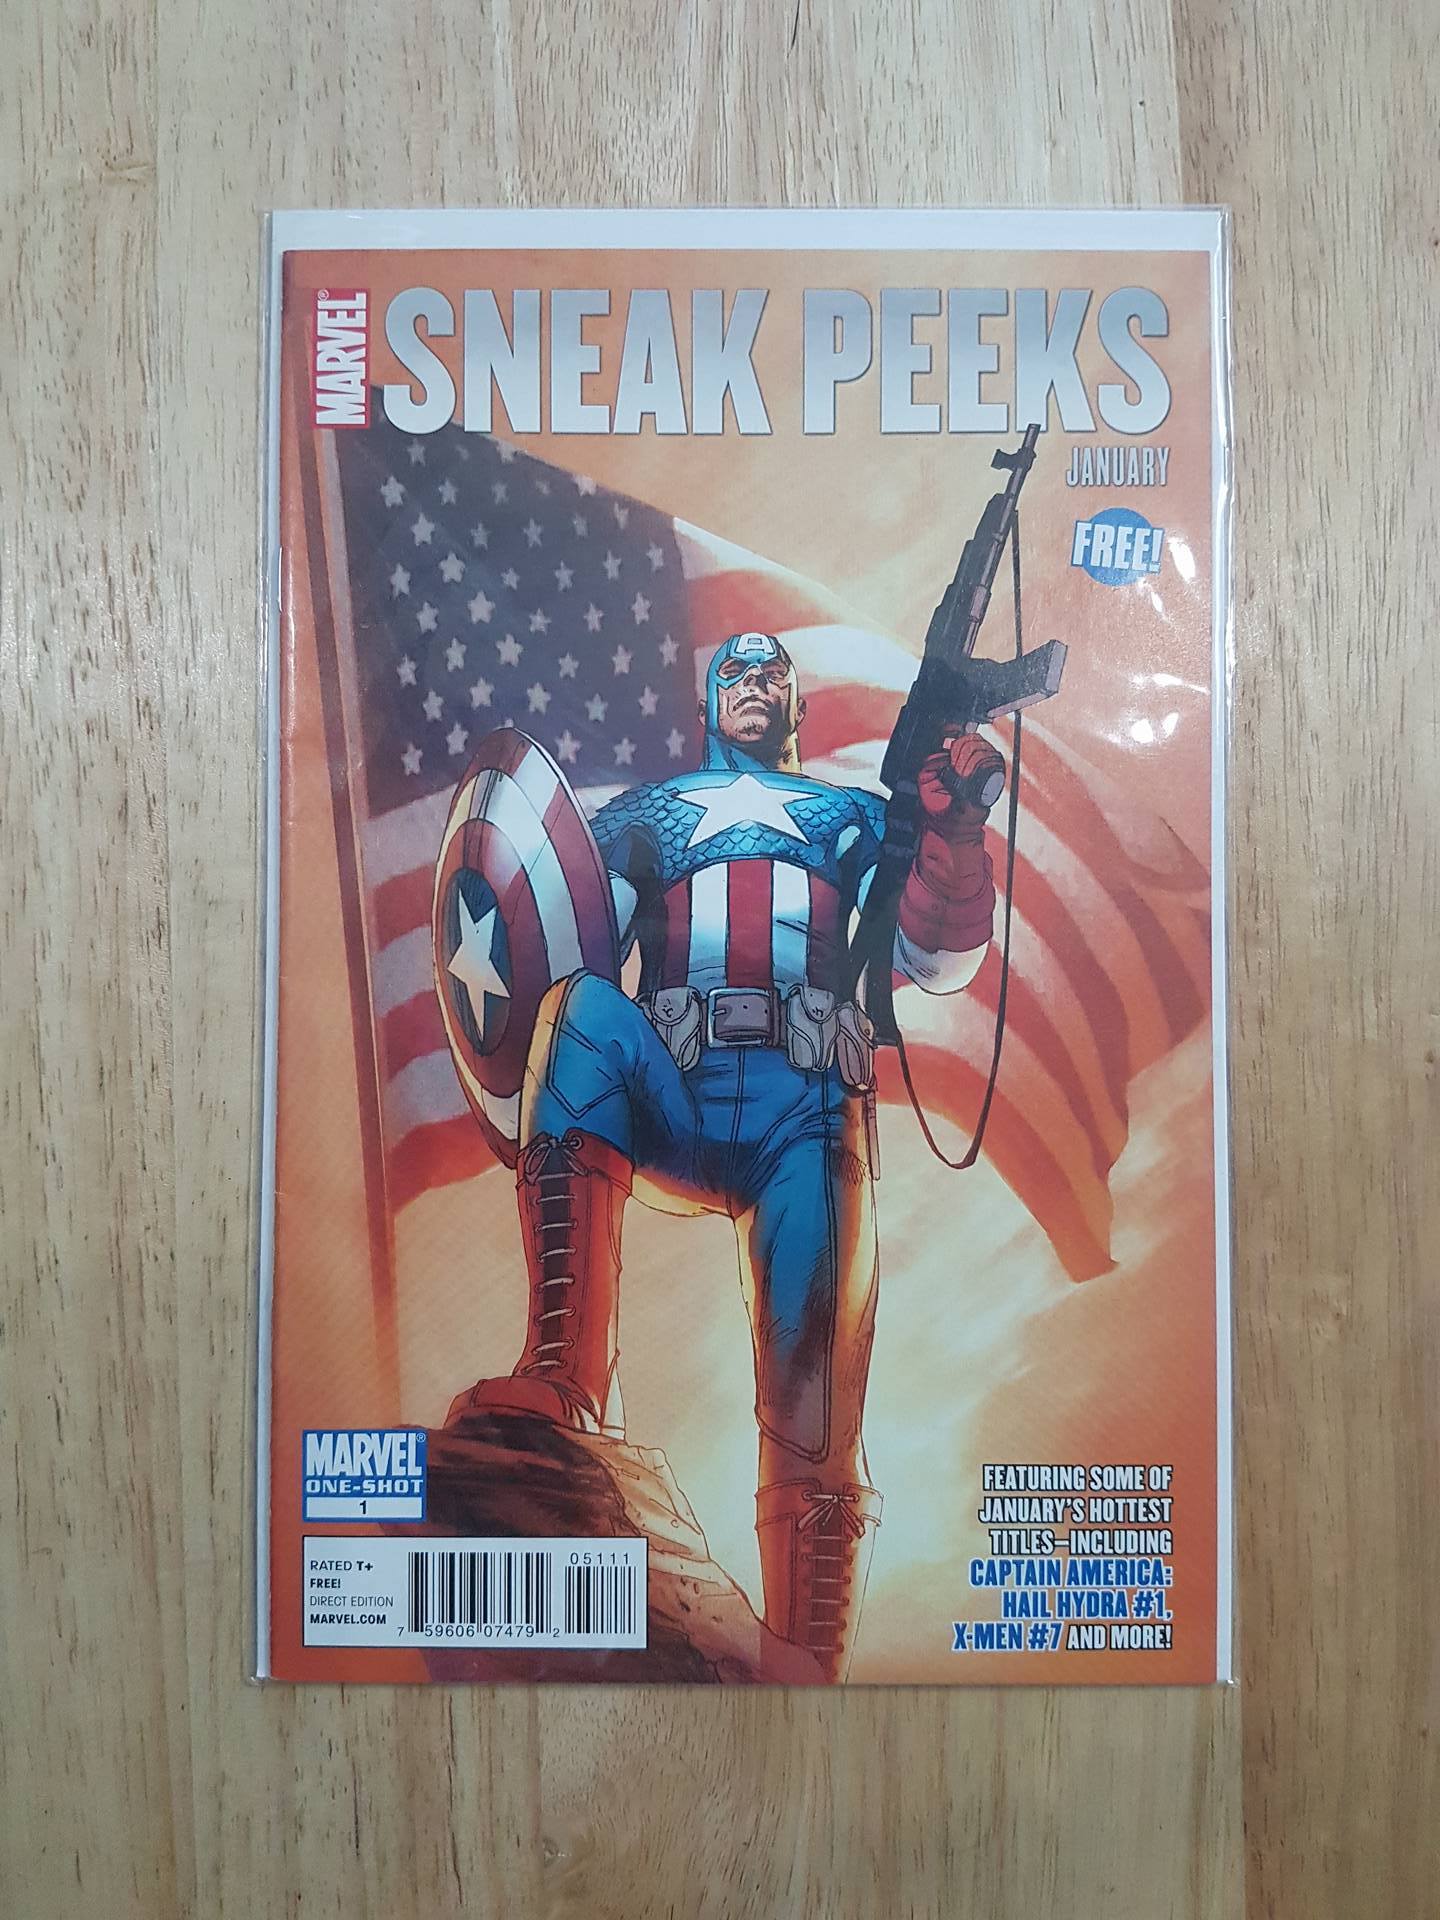 MARVEL®
SNEAK PEEKS
JANUARY
FREE!
A
MARVEL®
ONE-SHOT
1
RATED T+
FREE!
DIRECT EDITION
MARVEL.COM
05111
7 59606 07479 2
FEATURING SOME OF
JANUARY'S HOTTEST
TITLES—INCLUDING
CAPTAIN AMERICA:
HAIL HYDRA #1,
X-MEN #7 AND MORE!